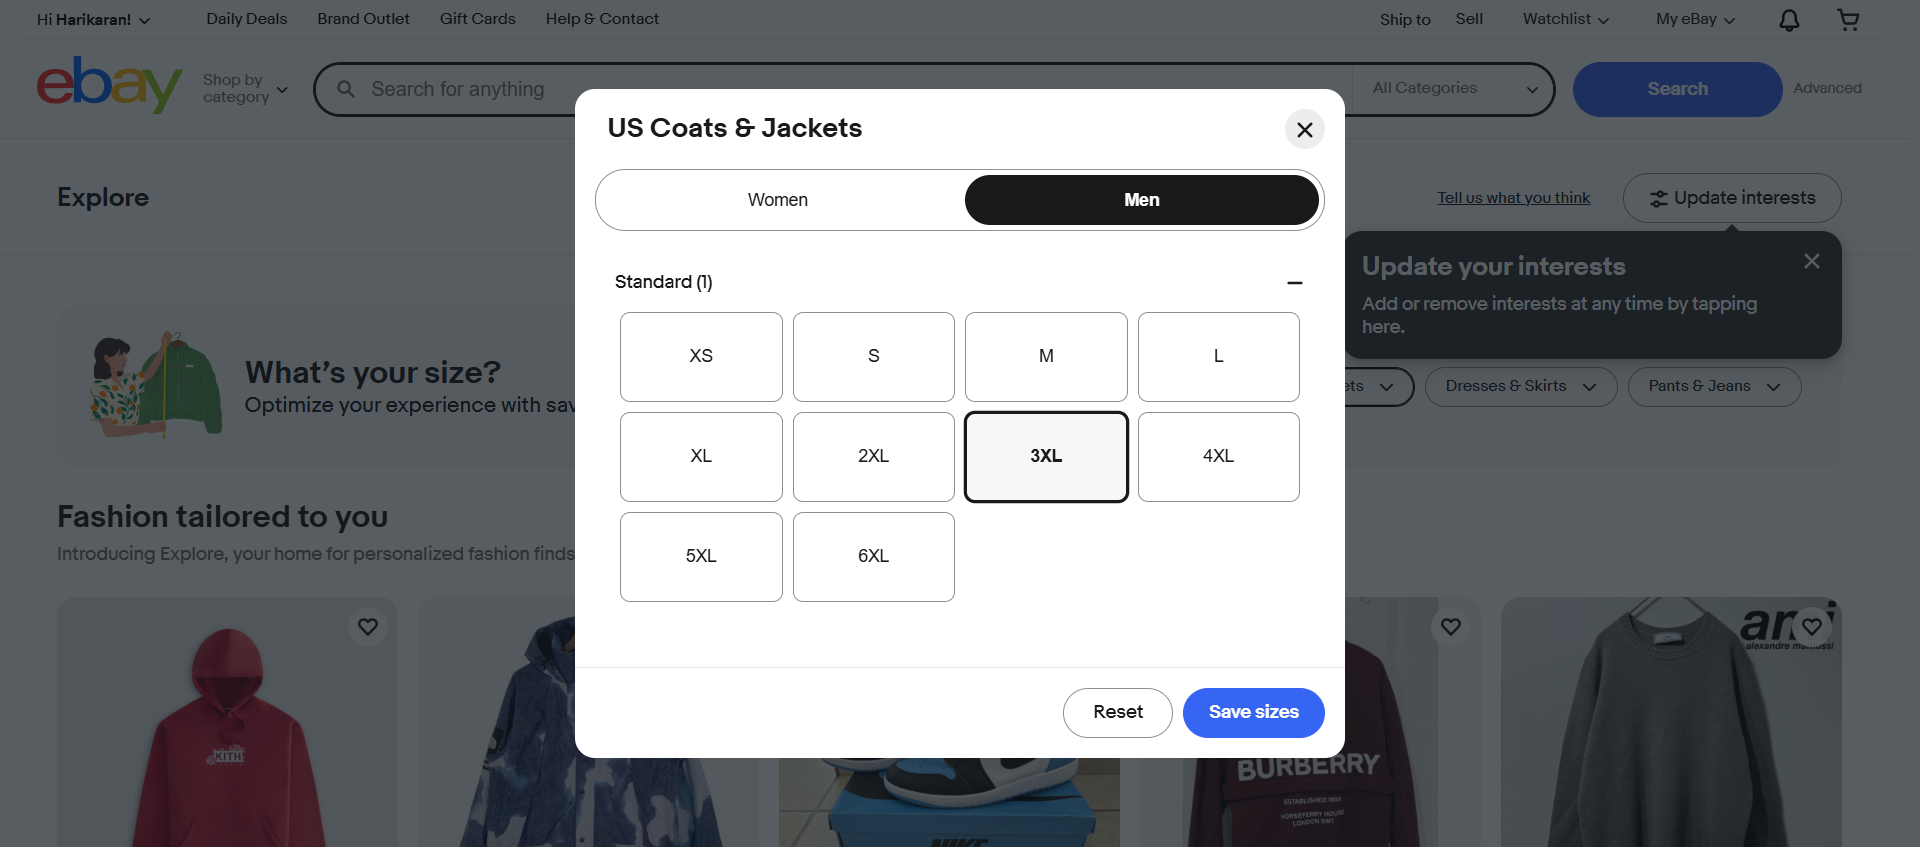 Hi Harikaran!
Daily Deals
Brand Outlet
Gift Cards
Help & Contact
Ship to
Sell
Watchlist
My eBay
ebay
Shop by
category
Search for anything
All Categories
Search
Advanced
US Coats & Jackets
Women
Men
Explore
Tell us what you think
Update interests
Update your interests
Add or remove interests at any time by tapping
here.
Standard (1)
XS
S
M
L
What's your size?
Optimize your experience with sav
ets
Dresses & Skirts
Pants & Jeans
XL
2XL
3XL
4XL
5XL
6XL
Fashion tailored to you
Introducing Explore, your home for personalized fashion finds
Reset
Save sizes
KITH
NIKE
BURBERRY
ESTABLISHED 1856
HORSEFERRY HOUSE
LONDON SW1